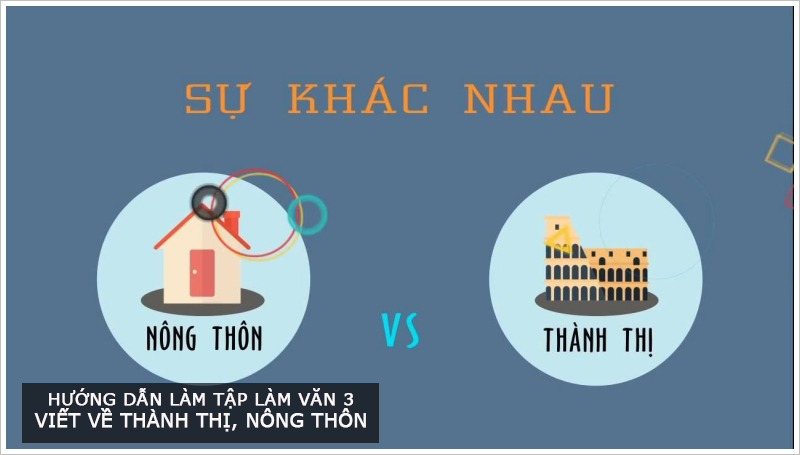 SỰ KHÁC NHAU
NÔNG THÔN
VS
THÀNH THỊ
HƯỚNG DẪN LÀM TẬP LÀM VĂN 3
VIẾT VỀ THÀNH THỊ, NÔNG THÔN